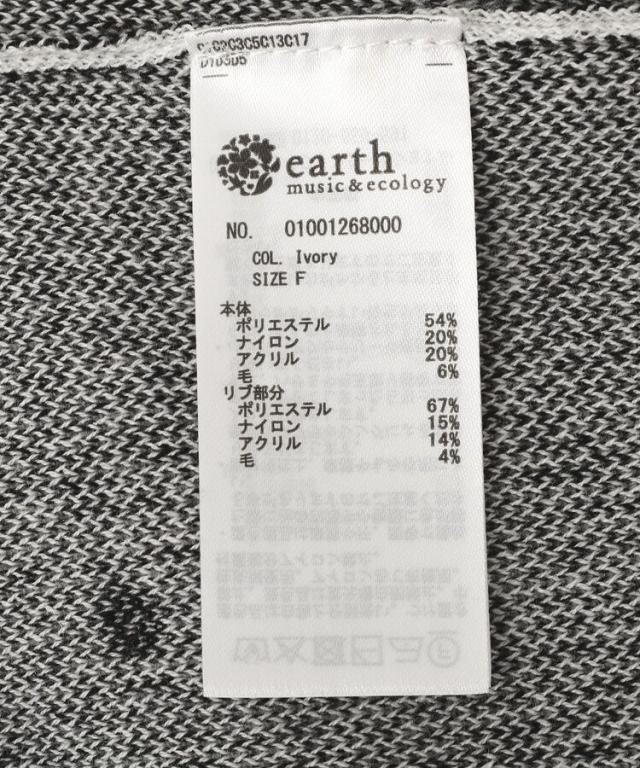 C1C2C3C5C13C17
D1D3D5
earth
music&ecology
NO. 01001268000
COL. Ivory
SIZE F
本体
ポリエステル 54%
ナイロン 20%
アクリル 20%
毛 6%
リブ部分
ポリエステル 67%
ナイロン 15%
アクリル 14%
毛 4%